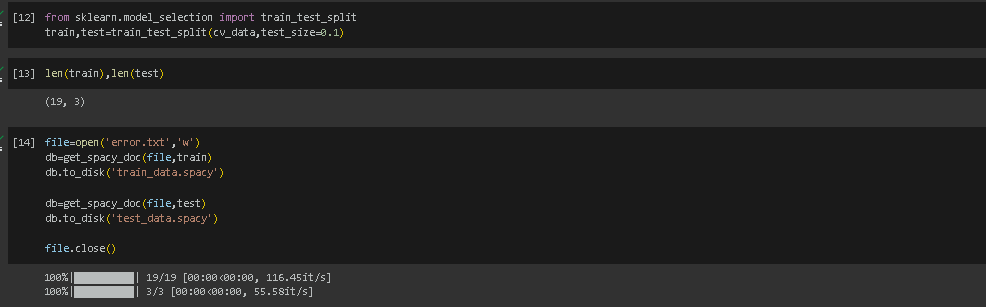 [12] from sklearn.model_selection import train_test_split
train,test=train_test_split(cv_data,test_size=0.1)
[13] len(train),len(test)
(19, 3)
[14] file=open('error.txt','w')
db=get_spacy_doc(file,train)
db.to_disk('train_data.spacy')
db=get_spacy_doc(file,test)
db.to_disk('test_data.spacy')
file.close()
100%|██████████| 19/19 [00:00<00:00, 116.45it/s]
100%|██████████| 3/3 [00:00<00:00, 55.58it/s]